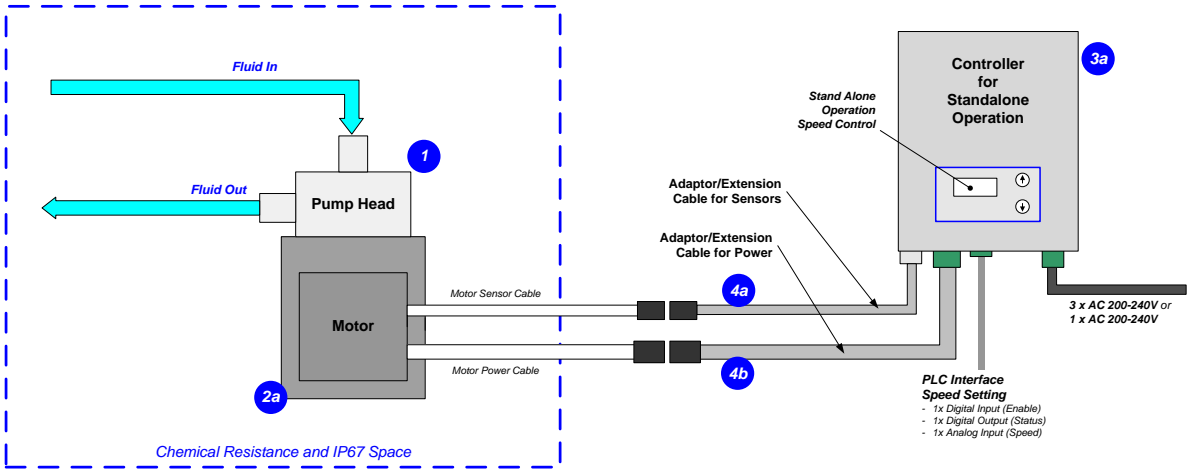 Fluid In
1
Fluid Out
Pump Head
Motor
2a
Motor Sensor Cable
Motor Power Cable
Chemical Resistance and IP67 Space
4a
4b
Adaptor/Extension
Cable for Sensors
Adaptor/Extension
Cable for Power
Stand Alone
Operation
Speed Control
Controller
for
Standalone
Operation
3a
3 x AC 200-240V or
1 x AC 200-240V
PLC Interface
Speed Setting
- 1x Digital Input (Enable)
- 1x Digital Output (Status)
- 1x Analog Input (Speed)